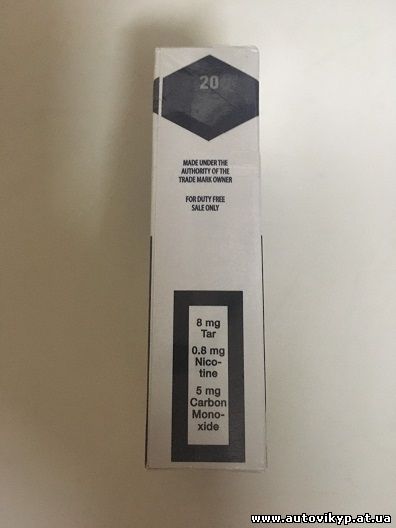 20
MADE UNDER THE
AUTHORITY OF THE
TRADE MARK OWNER
FOR DUTY FREE
SALE ONLY
8 mg
Tar
0.8 mg
Nico-
tine
5 mg
Carbon
Mono-
xide
www.autovikyp.at.ua